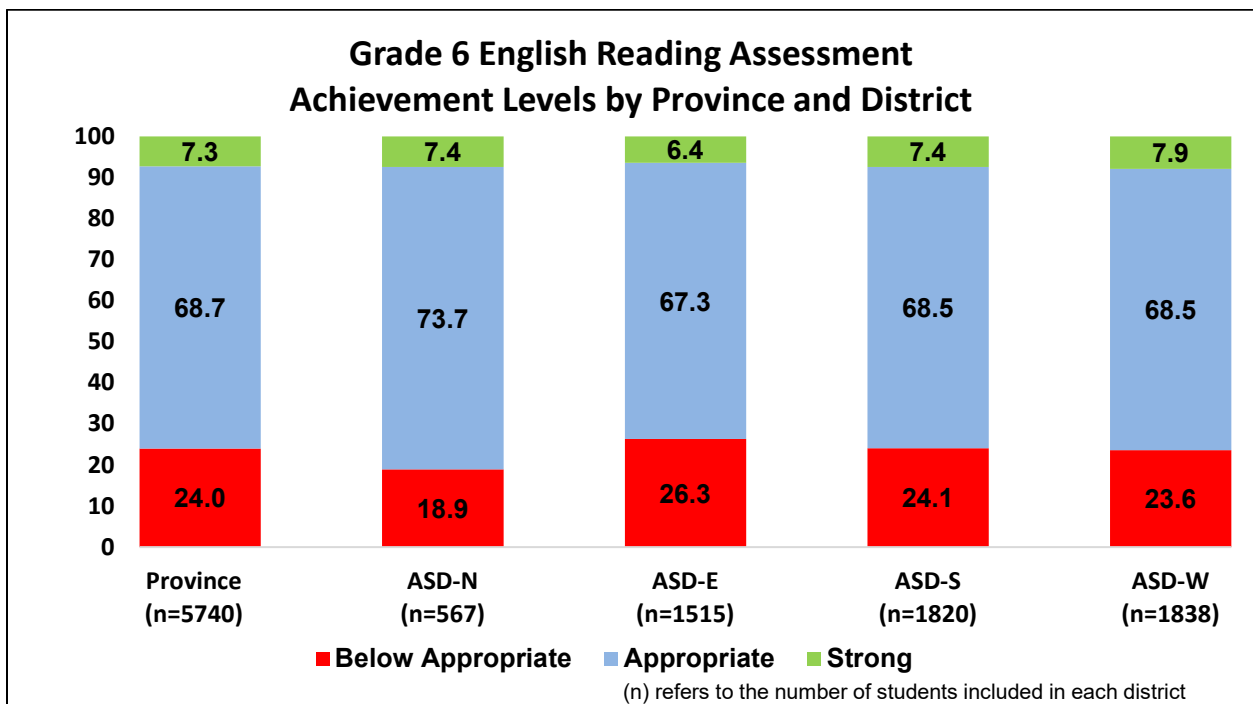 Grade 6 English Reading Assessment
Achievement Levels by Province and District
100
90
80
70
60
50
40
30
20
10
0
7.3
7.4
6.4
7.4
7.9
68.7
73.7
67.3
68.5
68.5
24.0
18.9
26.3
24.1
23.6
Province
(n=5740)
ASD-N
(n=567)
ASD-E
(n=1515)
ASD-S
(n=1820)
ASD-W
(n=1838)
Below Appropriate
Appropriate
Strong
(n) refers to the number of students included in each district